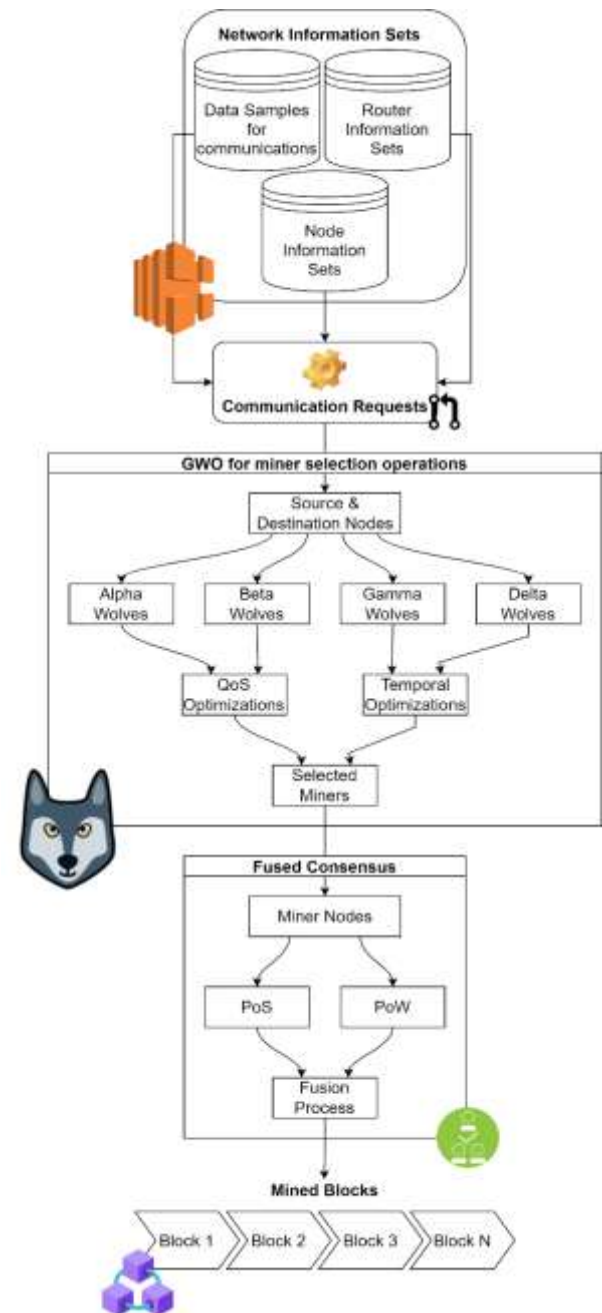 Network Information Sets
Data Samples
for
communications
Router
Information
Sets
Node
Information
Sets
Communication Requests
GWO for miner selection operations
Source &
Destination Nodes
Alpha
Wolves
Beta
Wolves
Gamma
Wolves
Delta
Wolves
QoS
Optimizations
Temporal
Optimizations
Selected
Miners
Fused Consensus
Miner Nodes
PoS
PoW
Fusion
Process
Mined Blocks
Block 1
Block 2
Block 3
Block N